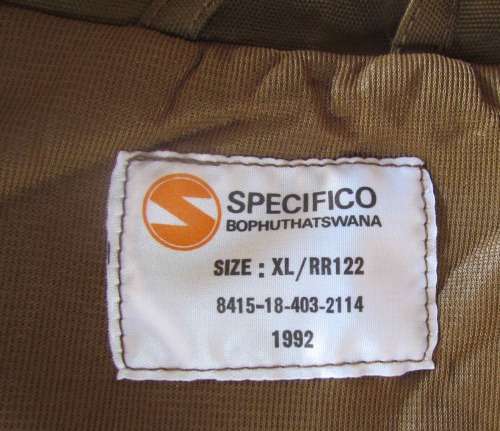 SPECIFICO
BOPHUTHATSWANA
SIZE : XL/RR122
8415-18-403-2114
1992